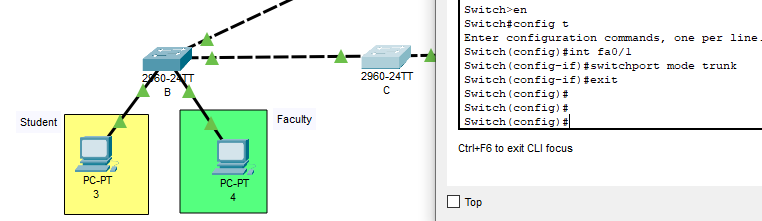 2960-24TT
B
2960-24TT
C
Student
Faculty
PC-PT
3
PC-PT
4
Switch>en
Switch#config t
Enter configuration commands, one per line.
Switch(config)#int fa0/1
Switch(config-if)#switchport mode trunk
Switch(config-if)#exit
Switch(config)#
Switch(config)#
Switch(config)#
Ctrl+F6 to exit CLI focus
Top